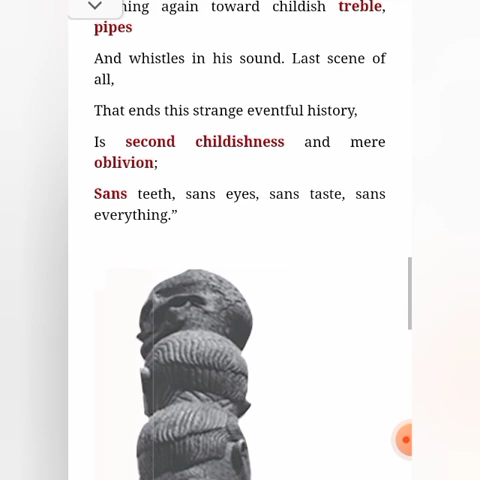 again toward childish treble,
pipes
And whistles in his sound. Last scene of
all,
That ends this strange eventful history,
Is second childishness and mere
oblivion;
Sans teeth, sans eyes, sans taste, sans
everything.”